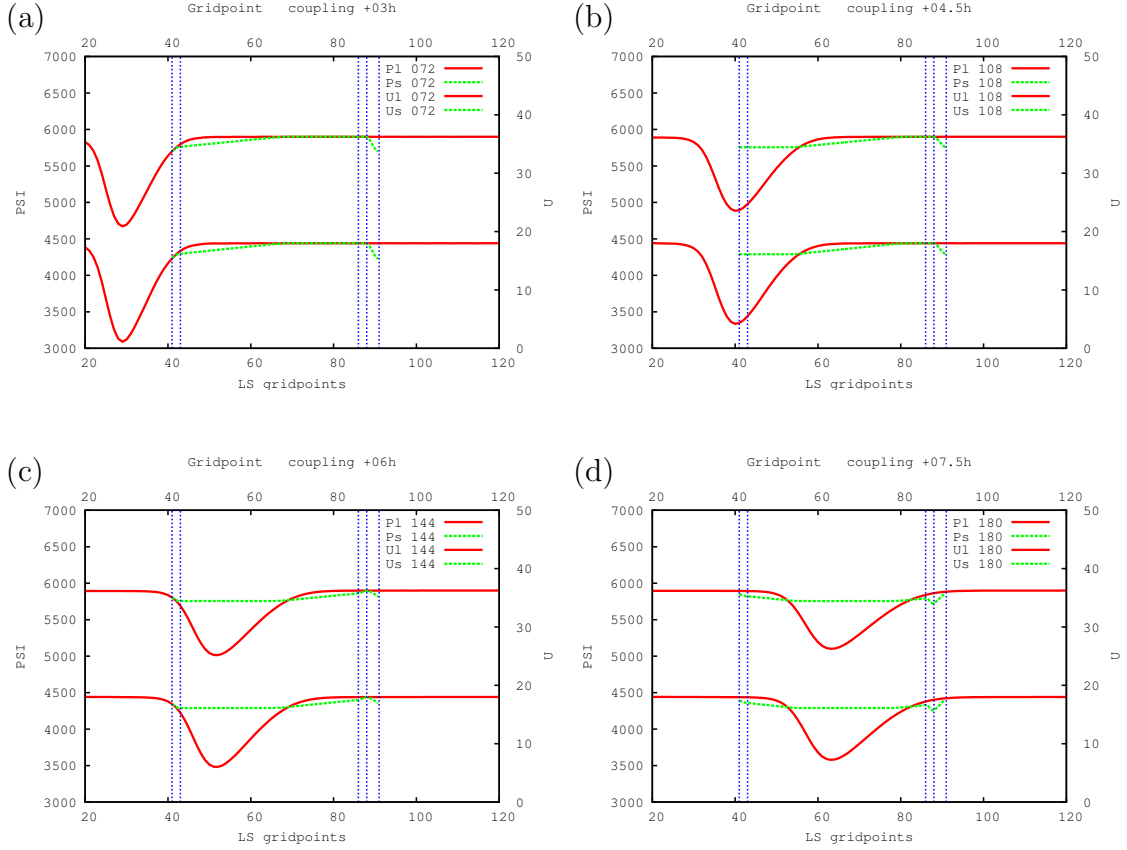 (a)
Gridpoint coupling +03h
20 40 60 80 100 120
7000
6500
6000
5500
5000
4500
4000
3500
3000
PSI
50
40
30
20
10
0
U
Pl 072
Ps 072
Ul 072
Us 072
20 40 60 80 100 120
LS gridpoints
(b)
Gridpoint coupling +04.5h
20 40 60 80 100 120
7000
6500
6000
5500
5000
4500
4000
3500
3000
PSI
50
40
30
20
10
0
U
Pl 108
Ps 108
Ul 108
Us 108
20 40 60 80 100 120
LS gridpoints
(c)
Gridpoint coupling +06h
20 40 60 80 100 120
7000
6500
6000
5500
5000
4500
4000
3500
3000
PSI
50
40
30
20
10
0
U
Pl 144
Ps 144
Ul 144
Us 144
20 40 60 80 100 120
LS gridpoints
(d)
Gridpoint coupling +07.5h
20 40 60 80 100 120
7000
6500
6000
5500
5000
4500
4000
3500
3000
PSI
50
40
30
20
10
0
U
Pl 180
Ps 180
Ul 180
Us 180
20 40 60 80 100 120
LS gridpoints